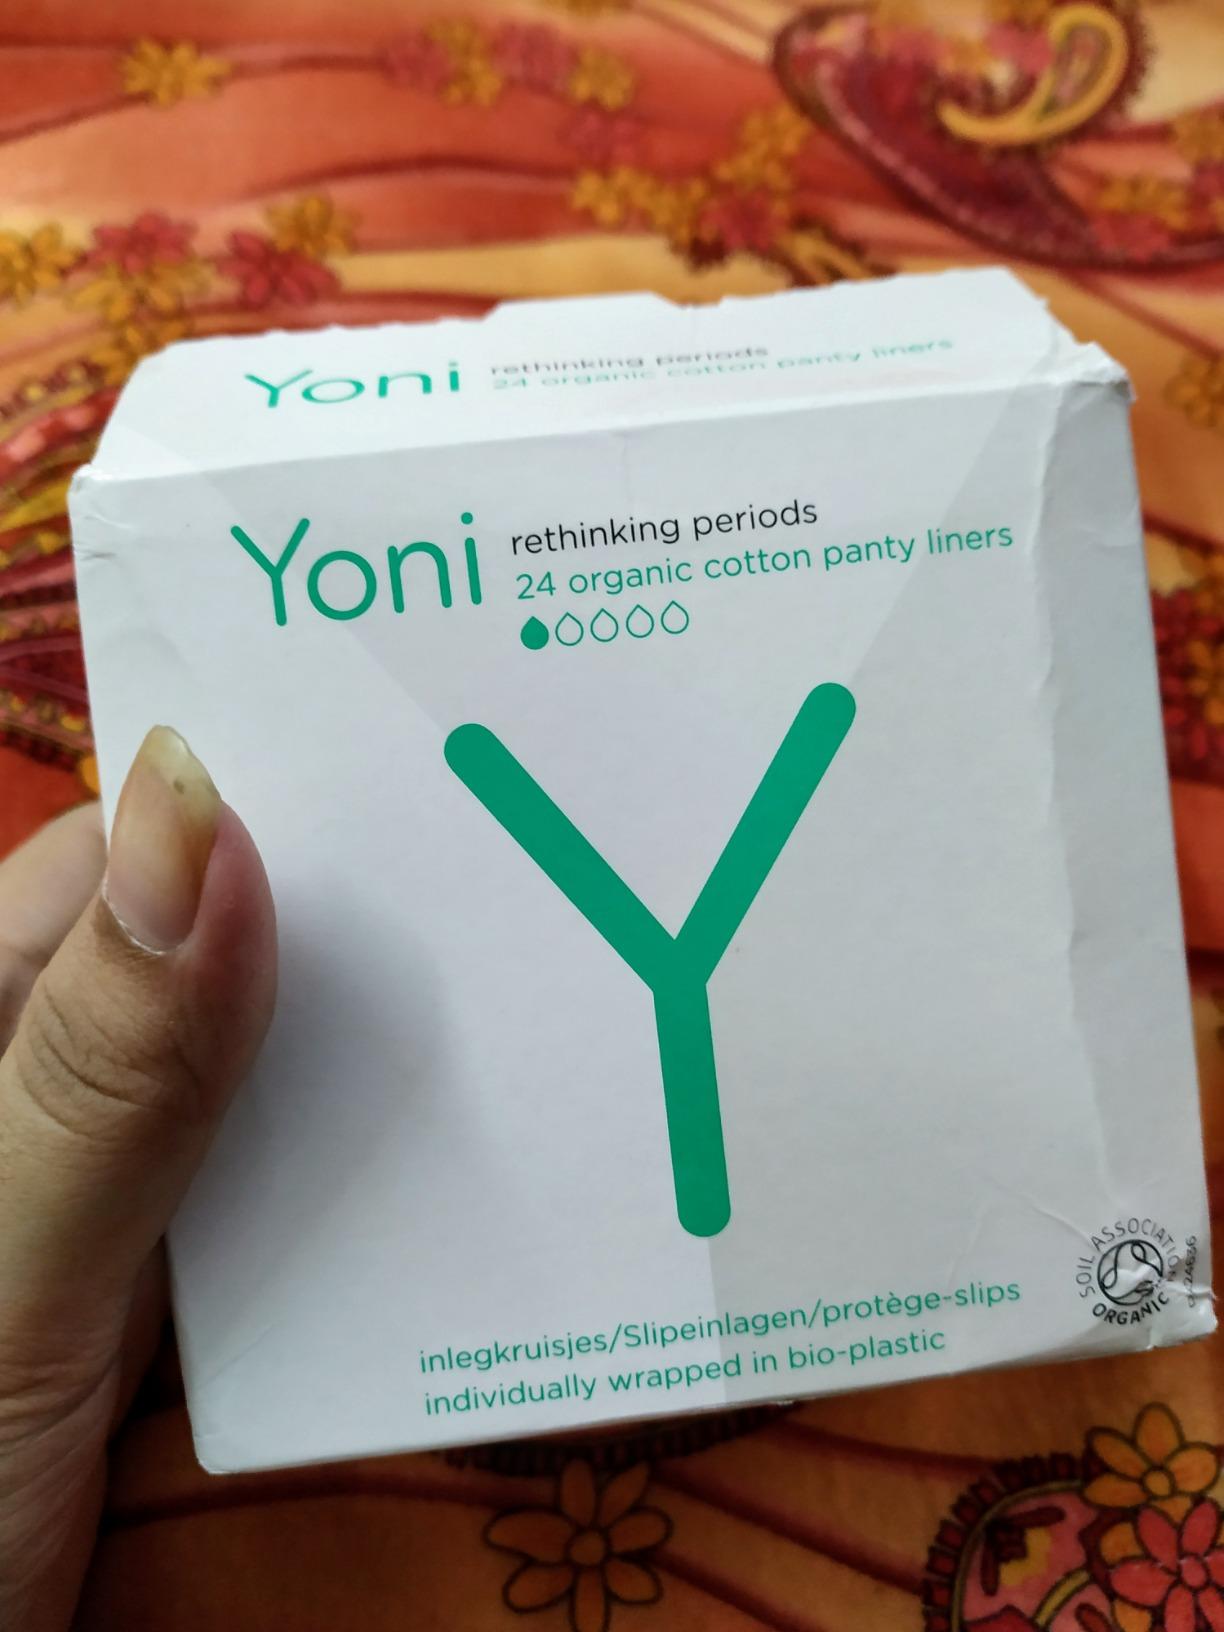 Yoni rethinking periods
24 organic cotton panty liners
Yoni rethinking periods
24 organic cotton panty liners
Y
inlegkruisjes/Slipeinlagen/protège-slips
individually wrapped in bio-plastic
SOIL ASSOCIATION
ORGANIC